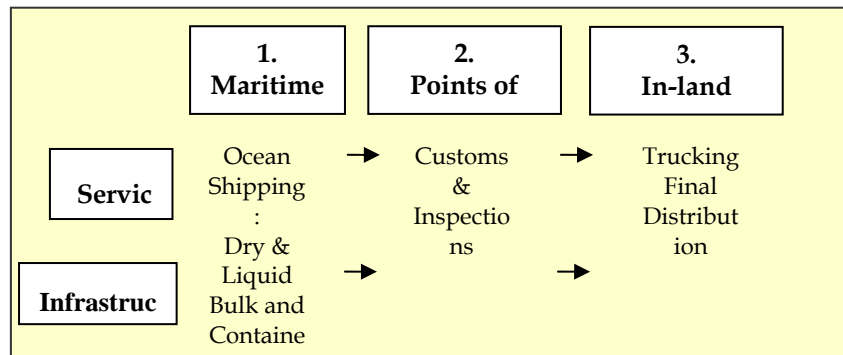 1.
Maritime
2.
Points of
3.
In-land
Servic
Ocean
Shipping
:
Dry &
Liquid
Bulk and
Containe
Customs
&
Inspectio
ns
Trucking
Final
Distribut
ion
Infrastruc